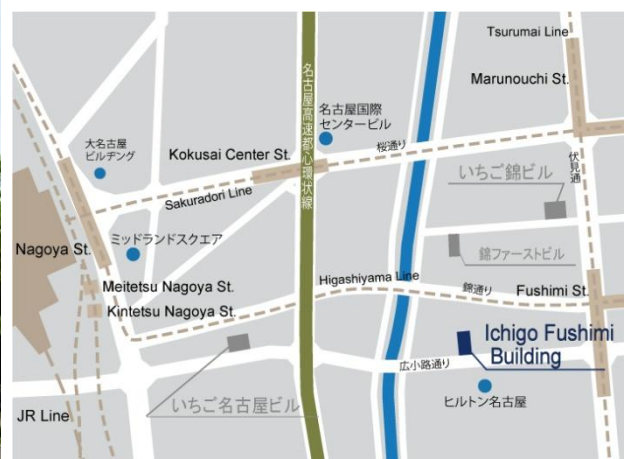 Tsurumai Line
Marunouchi St.
名古屋国際
センタービル
名古屋高速都心環状線
大名古屋
ビルヂング
Kokusai Center St.
桜通り
伏見通
いちご錦ビル
Sakuradori Line
ミッドランドスクエア
錦ファーストビル
Nagoya St.
Meitetsu Nagoya St.
Kintetsu Nagoya St.
Higashiyama Line
錦通り
Fushimi St.
Ichigo Fushimi
Building
広小路通り
いちご名古屋ビル
ヒルトン名古屋
JR Line